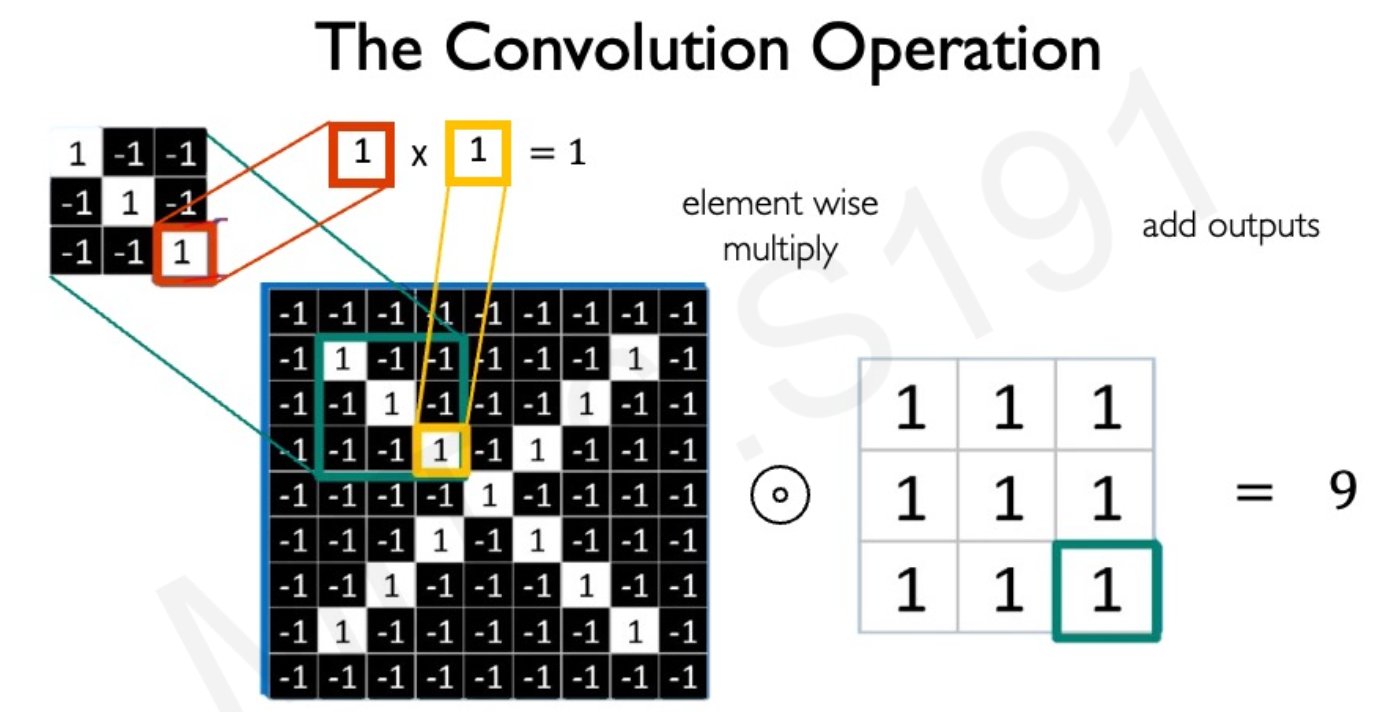 The Convolution Operation
1 x 1 = 1
1 -1 -1
-1 1 -1
-1 -1 1
element wise
multiply
add outputs
-1 -1 -1 -1 -1 -1 -1 -1 -1
-1 1 -1 -1 -1 -1 -1 1 -1
-1 -1 1 -1 -1 -1 1 -1 -1
-1 -1 -1 1 -1 1 -1 -1 -1
-1 -1 -1 -1 1 -1 -1 -1 -1
-1 -1 -1 1 -1 1 -1 -1 -1
-1 -1 1 -1 -1 -1 1 -1 -1
-1 1 -1 -1 -1 -1 -1 1 -1
-1 -1 -1 -1 -1 -1 -1 -1 -1
1 1 1
1 1 1
1 1 1
= 9
.S191